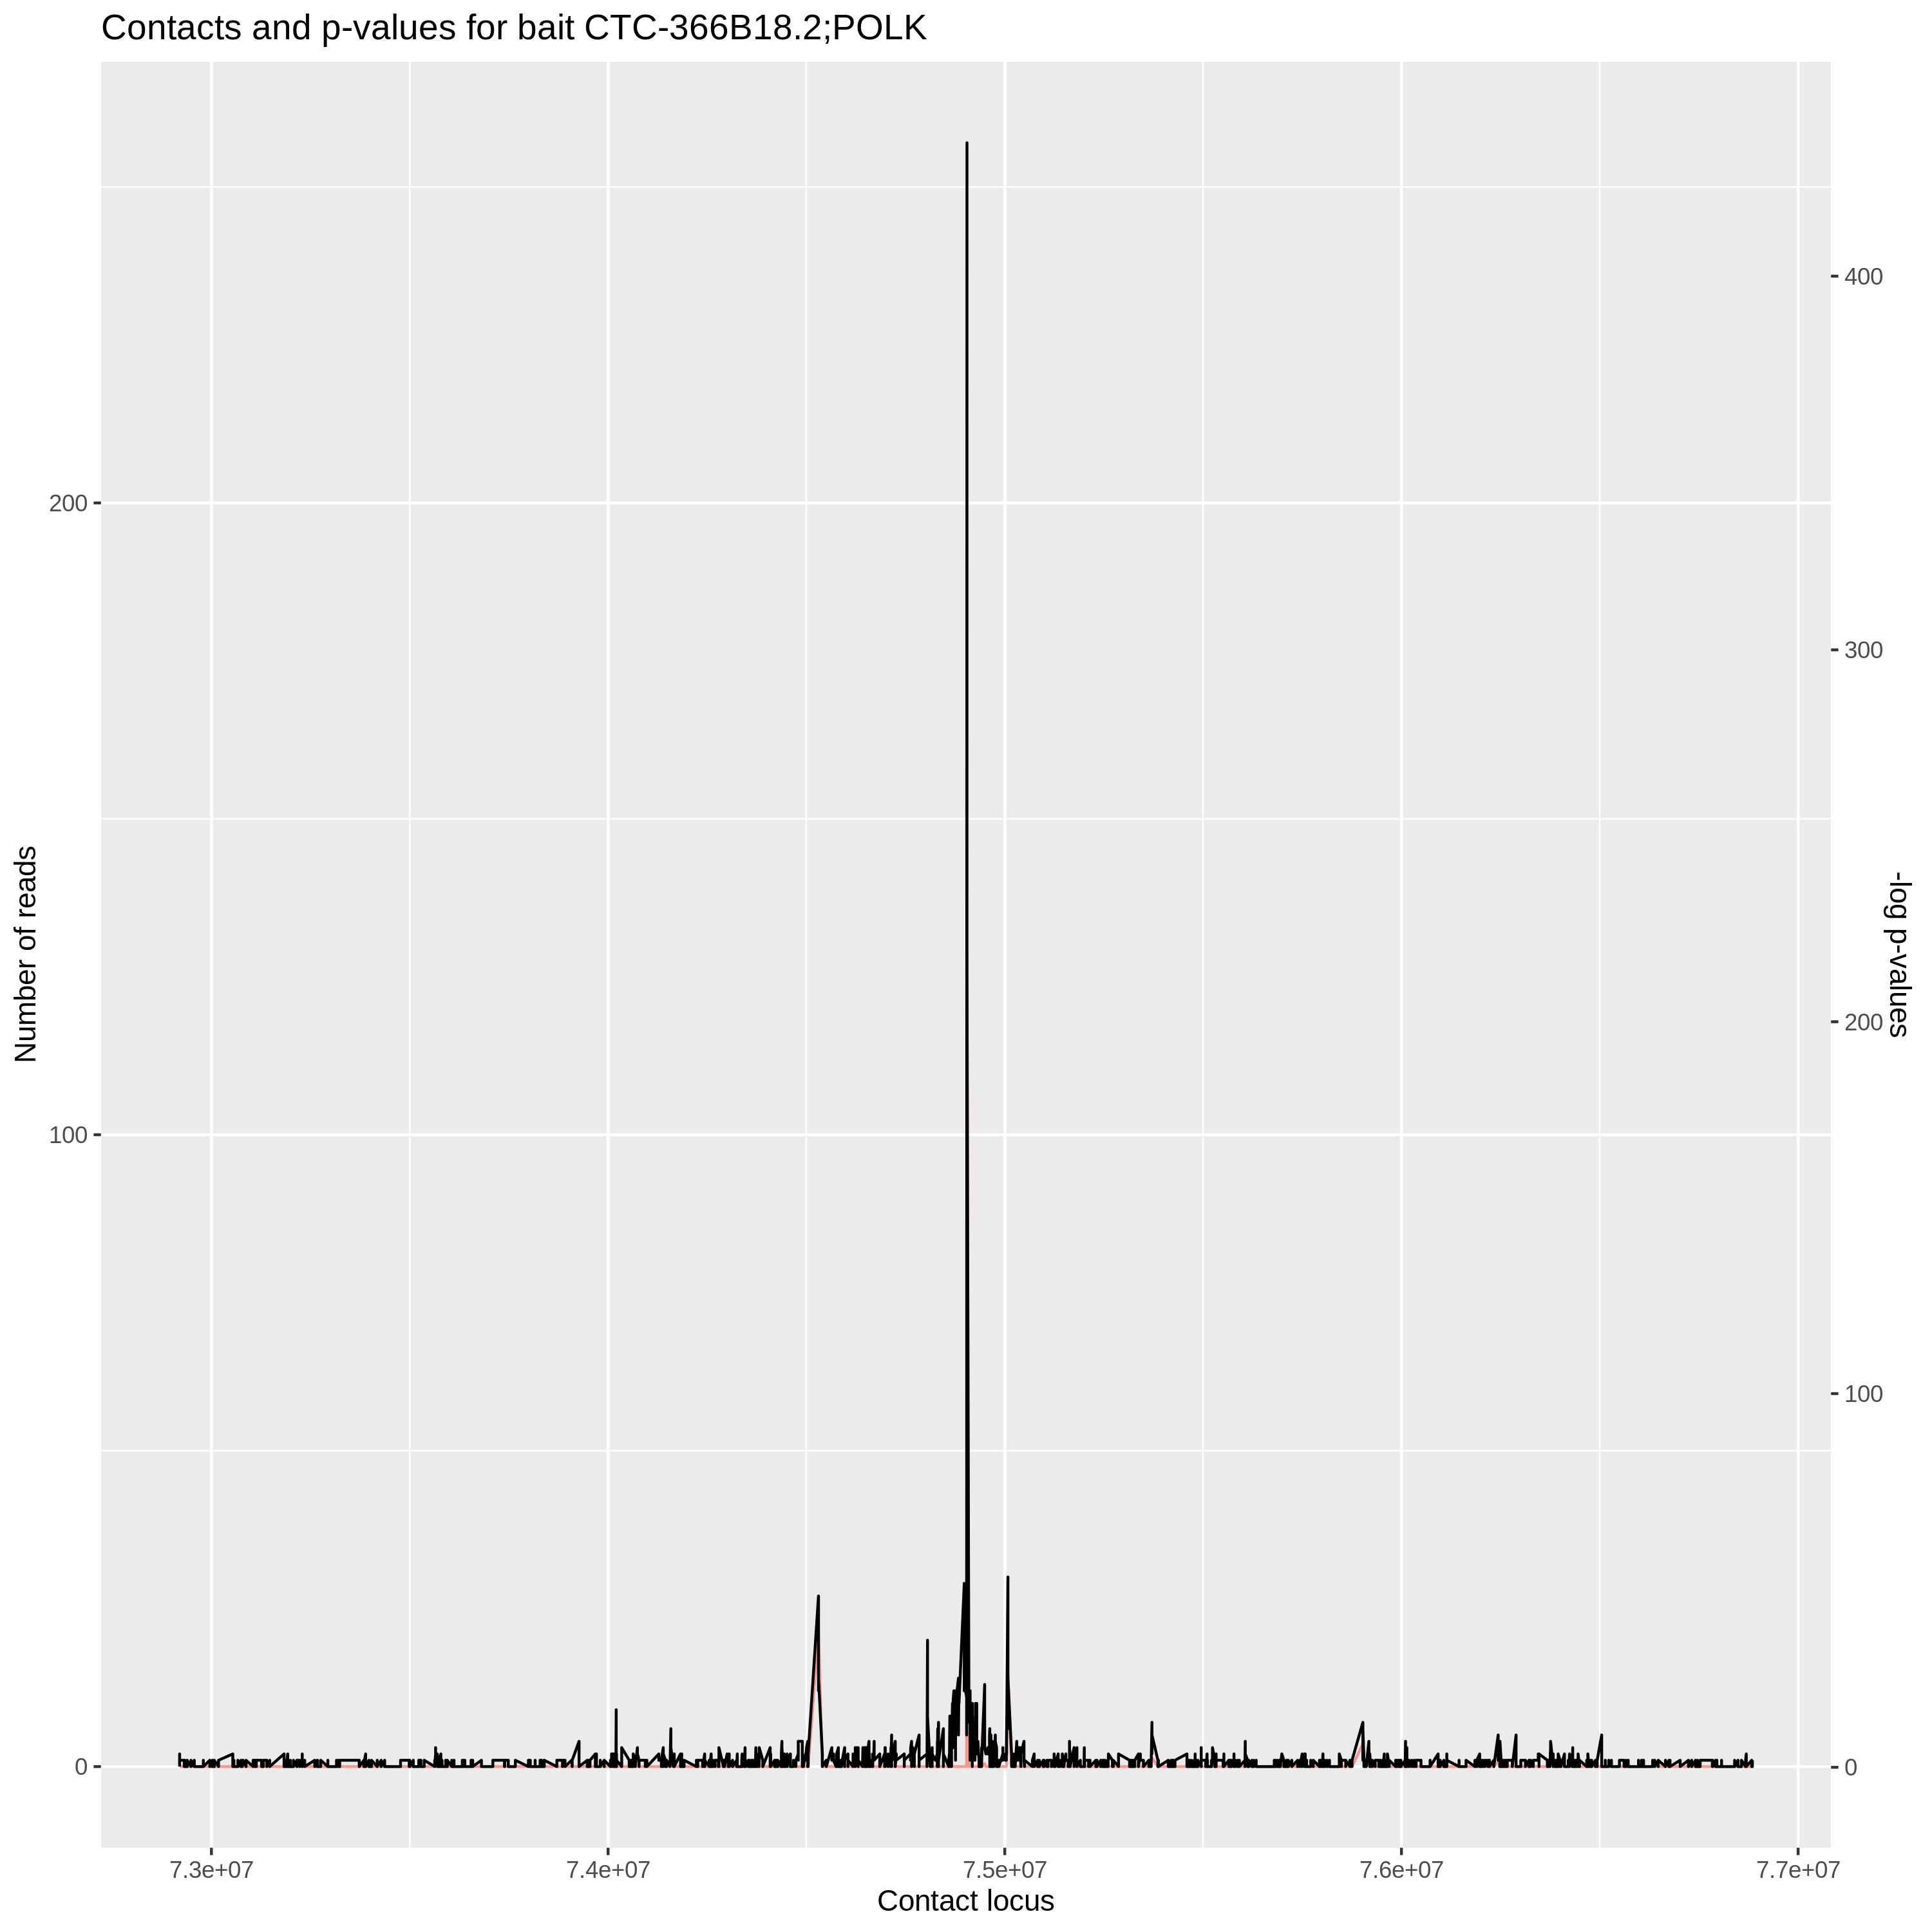 Contacts and p-values for bait CTC-366B18.2;POLK
Number of reads
200
100
0
400
300
200
100
0
-log p-values
7.3e+07 7.4e+07 7.5e+07 7.6e+07 7.7e+07
Contact locus